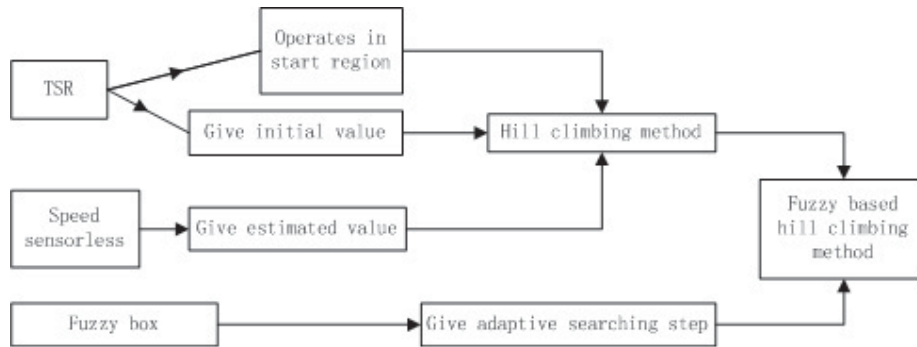 Operates in
start region
TSR
Give initial value
Hill climbing method
Speed
sensorless
Give estimated value
Fuzzy based
hill climbing
method
Fuzzy box
Give adaptive searching step